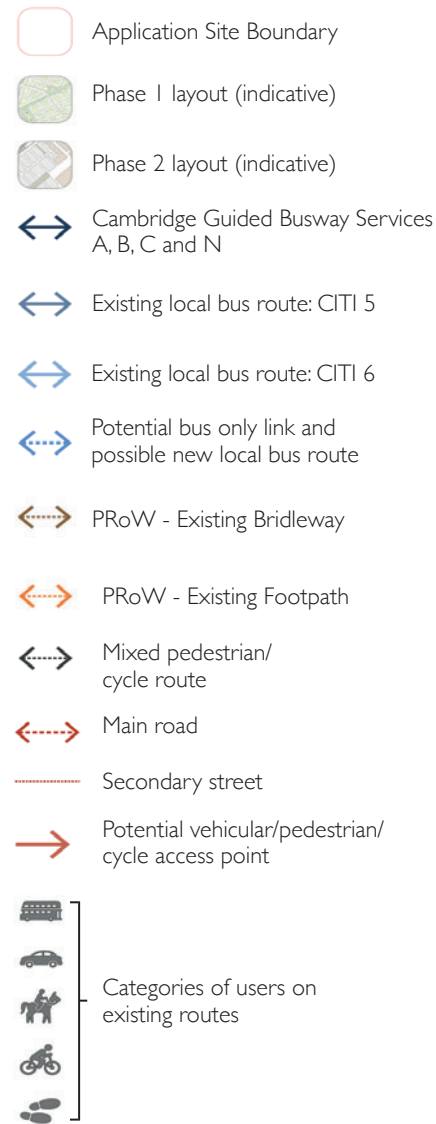 Application Site Boundary
Phase 1 layout (indicative)
Phase 2 layout (indicative)
Cambridge Guided Busway Services
A, B, C and N
Existing local bus route: CITI 5
Existing local bus route: CITI 6
Potential bus only link and
possible new local bus route
PRoW - Existing Bridleway
PRoW - Existing Footpath
Mixed pedestrian/
cycle route
Main road
Secondary street
Potential vehicular/pedestrian/
cycle access point
Categories of users on
existing routes